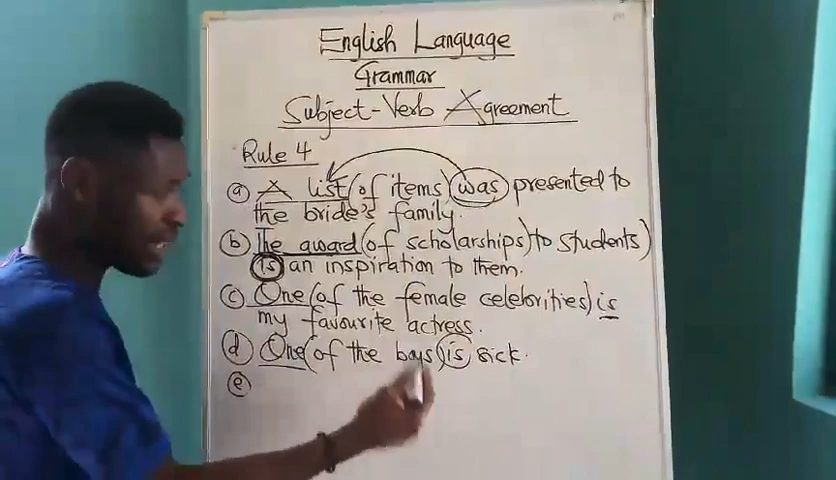 English Language
Grammar
Subject-Verb Agreement
Rule 4
(a) A list (of items) was presented to
the bride's family.
(b) The award (of scholarships) to students)
is an inspiration to them.
(c) One (of the female celebrities) is
my favourite actress.
(d) One (of the boys) is sick.
(e)